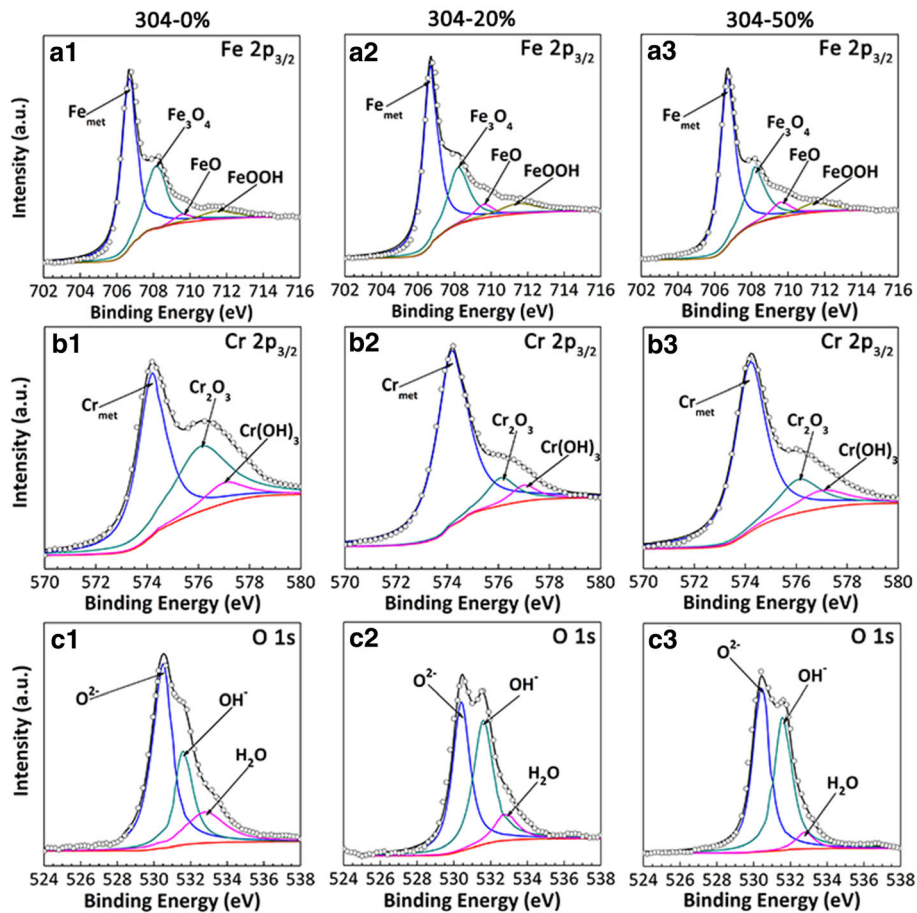 304-0% 304-20% 304-50%
a1 Fe 2p3/2
Femet
Fe3O4
FeO
FeOOH
Intensity (a.u.)
702 704 706 708 710 712 714 716
Binding Energy (eV)
a2 Fe 2p3/2
Femet
Fe3O4
FeO
FeOOH
702 704 706 708 710 712 714 716
Binding Energy (eV)
a3 Fe 2p3/2
Femet
Fe3O4
FeO
FeOOH
702 704 706 708 710 712 714 716
Binding Energy (eV)
b1 Cr 2p3/2
Crmet
Cr2O3
Cr(OH)3
Intensity (a.u.)
570 572 574 576 578 580
Binding Energy (eV)
b2 Cr 2p3/2
Crmet
Cr2O3
Cr(OH)3
570 572 574 576 578 580
Binding Energy (eV)
b3 Cr 2p3/2
Crmet
Cr2O3
Cr(OH)3
570 572 574 576 578 580
Binding Energy (eV)
c1 O 1s
O2-
OH-
H2O
Intensity (a.u.)
524 526 528 530 532 534 536 538
Binding Energy (eV)
c2 O 1s
O2-
OH-
H2O
524 526 528 530 532 534 536 538
Binding Energy (eV)
c3 O 1s
O2-
OH-
H2O
524 526 528 530 532 534 536 538
Binding Energy (eV)